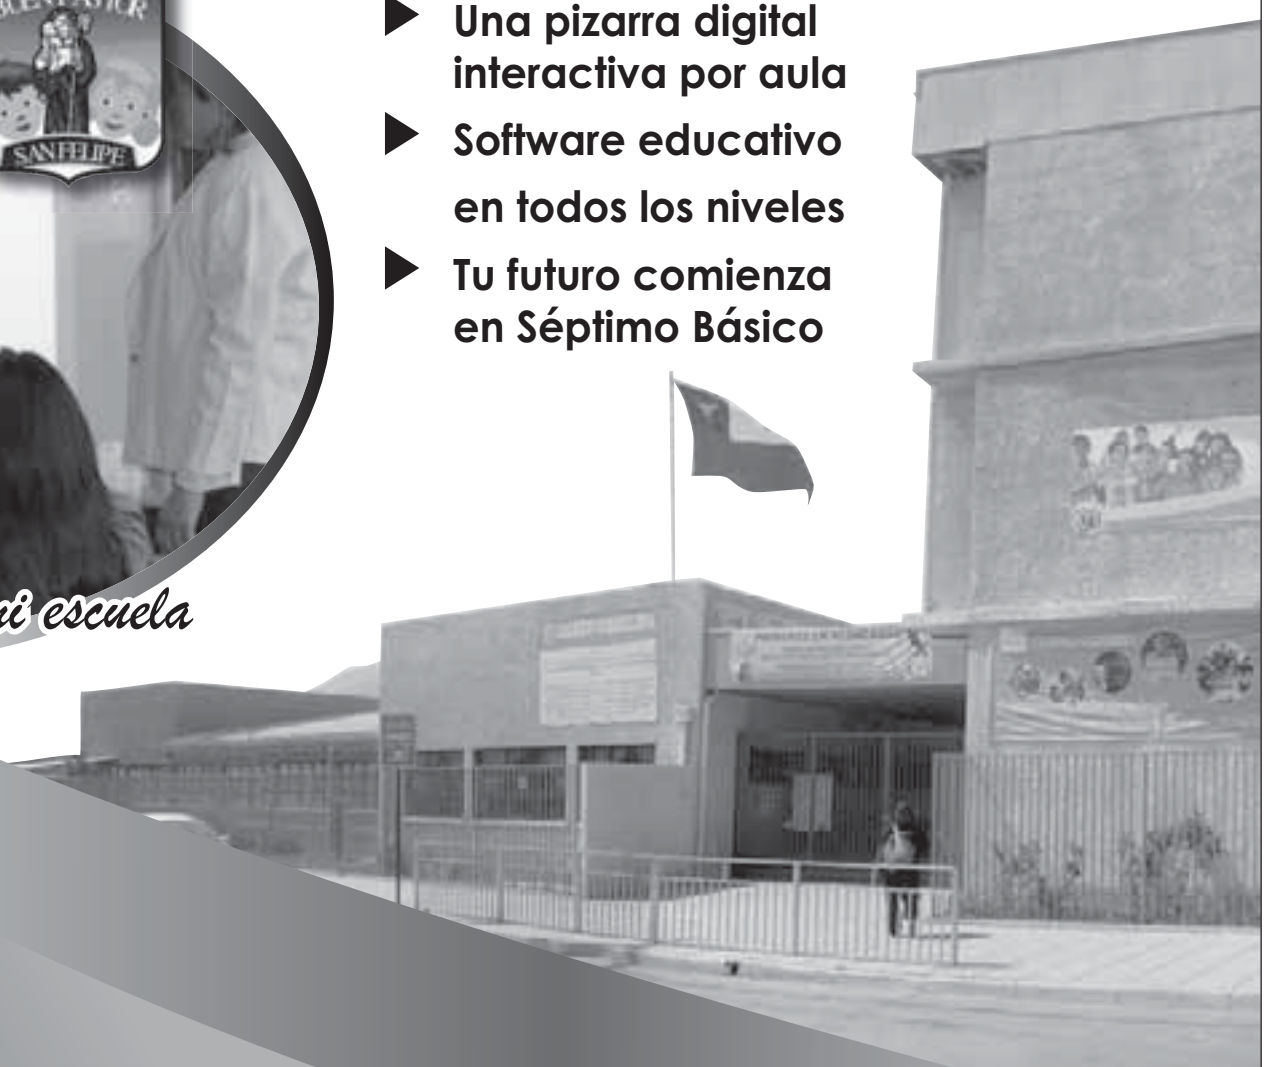 SAN FELIPE
Una pizarra digital
interactiva por aula
Software educativo
en todos los niveles
Tu futuro comienza
en Séptimo Básico
escuela